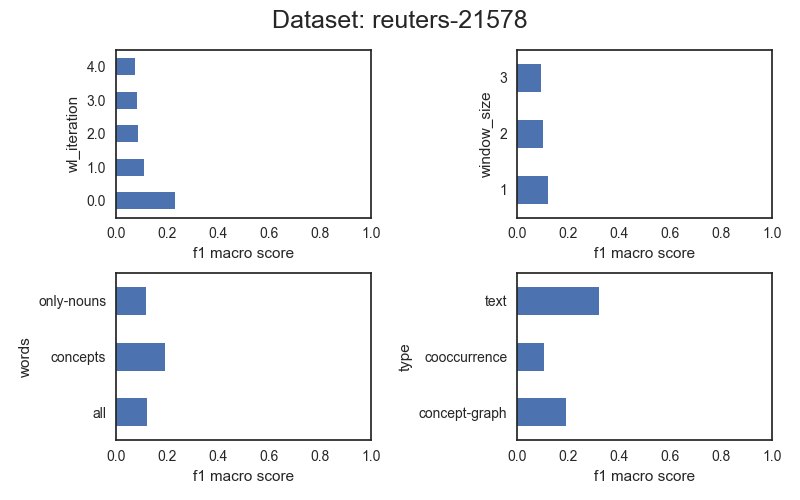 Dataset: reuters-21578
wl_iteration
4.0
3.0
2.0
1.0
0.0
0.0 0.2 0.4 0.6 0.8 1.0
f1 macro score
window_size
3
2
1
0.0 0.2 0.4 0.6 0.8 1.0
f1 macro score
words
only-nouns
concepts
all
0.0 0.2 0.4 0.6 0.8 1.0
f1 macro score
type
text
cooccurrence
concept-graph
0.0 0.2 0.4 0.6 0.8 1.0
f1 macro score